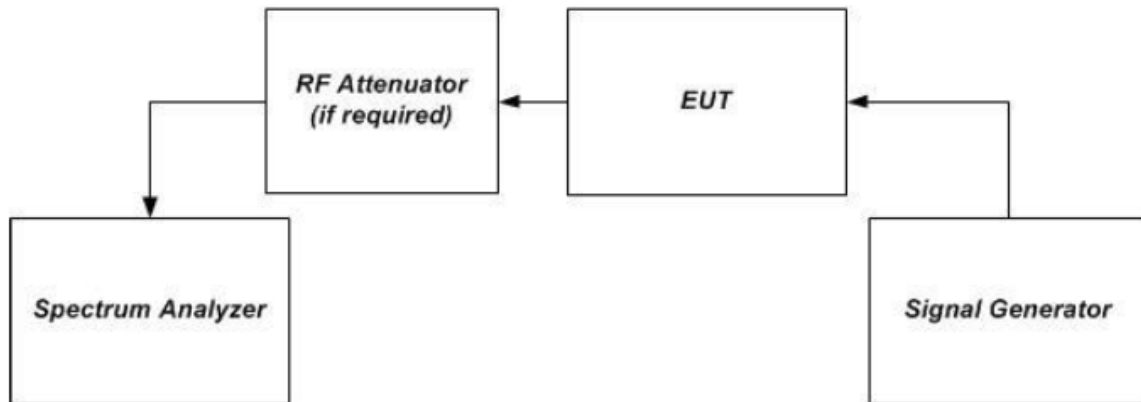 RF Attenuator
(if required)
EUT
Spectrum Analyzer
Signal Generator